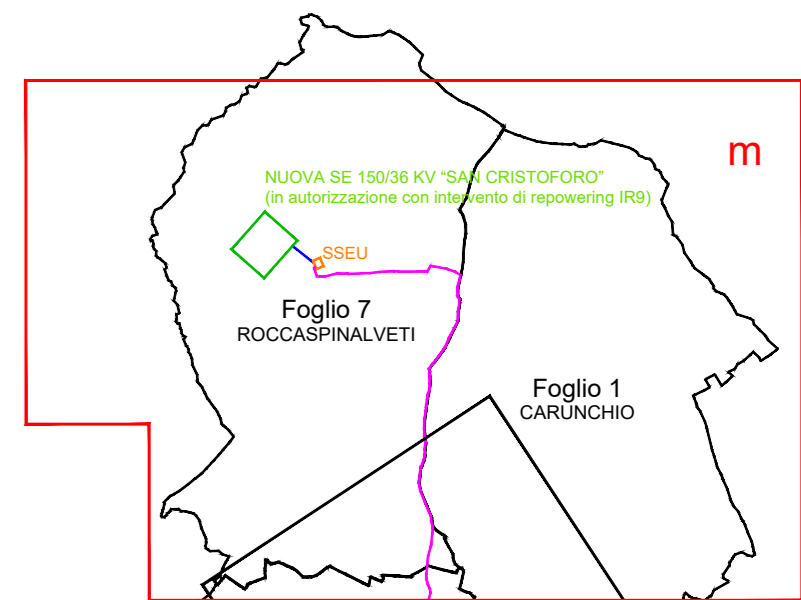 m
NUOVA SE 150/36 KV “SAN CRISTOFORO”
(in autorizzazione con intervento di repowering IR9)
SSEU
Foglio 7
ROCCASPINALVETI
Foglio 1
CARUNCHIO